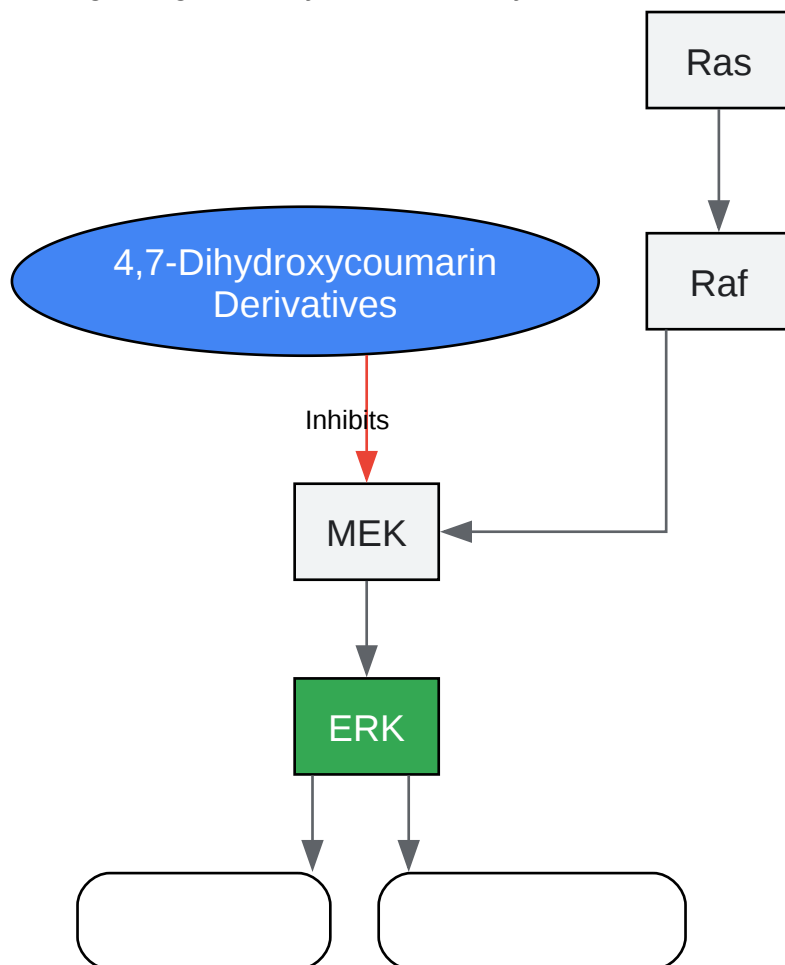 Ras
4,7-Dihydroxycoumarin
Derivatives
Raf
Inhibits
MEK
ERK